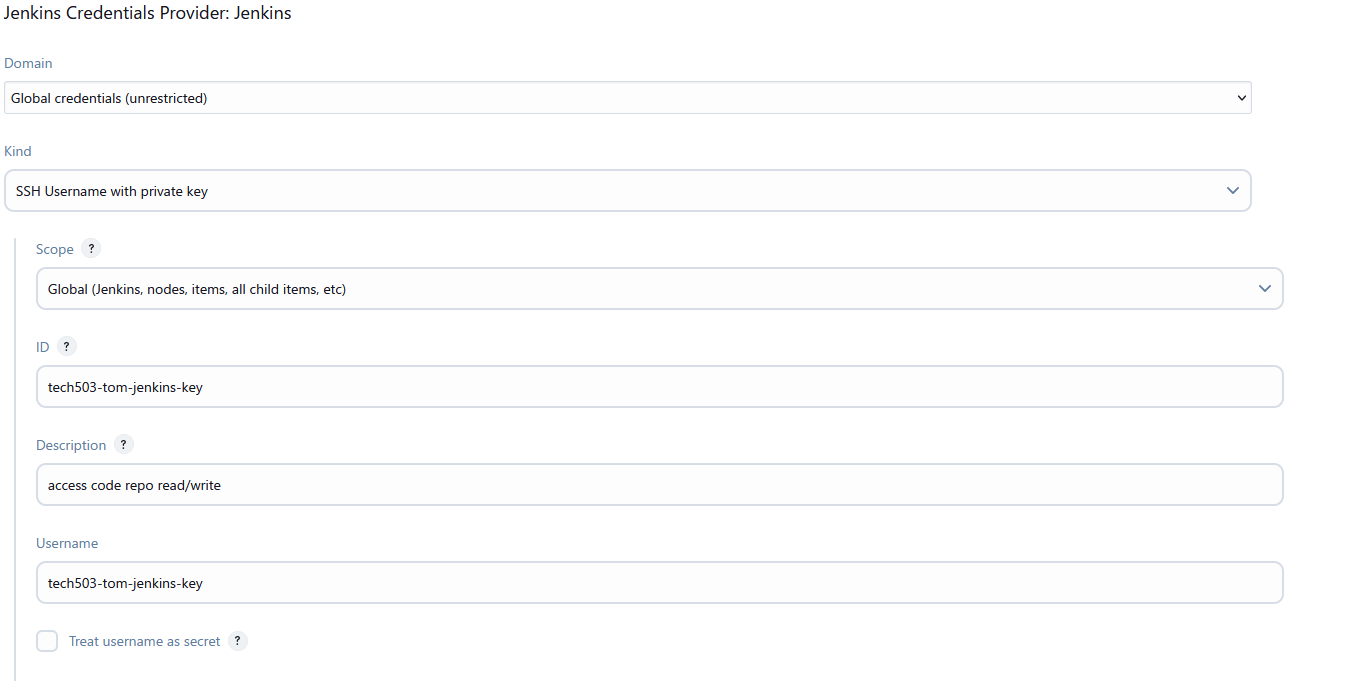 Jenkins Credentials Provider: Jenkins
Domain
Global credentials (unrestricted)
Kind
SSH Username with private key
Scope ?
Global (Jenkins, nodes, items, all child items, etc)
ID ?
tech503-tom-jenkins-key
Description ?
access code repo read/write
Username
tech503-tom-jenkins-key
Treat username as secret ?